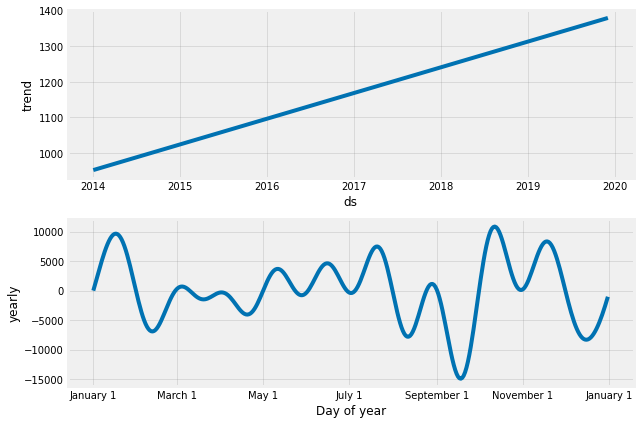 1400
1300
1200
1100
1000
trend
2014 2015 2016 2017 2018 2019 2020
ds
10000
5000
0
−5000
−10000
−15000
yearly
January 1 March 1 May 1 July 1 September 1 November 1 January 1
Day of year